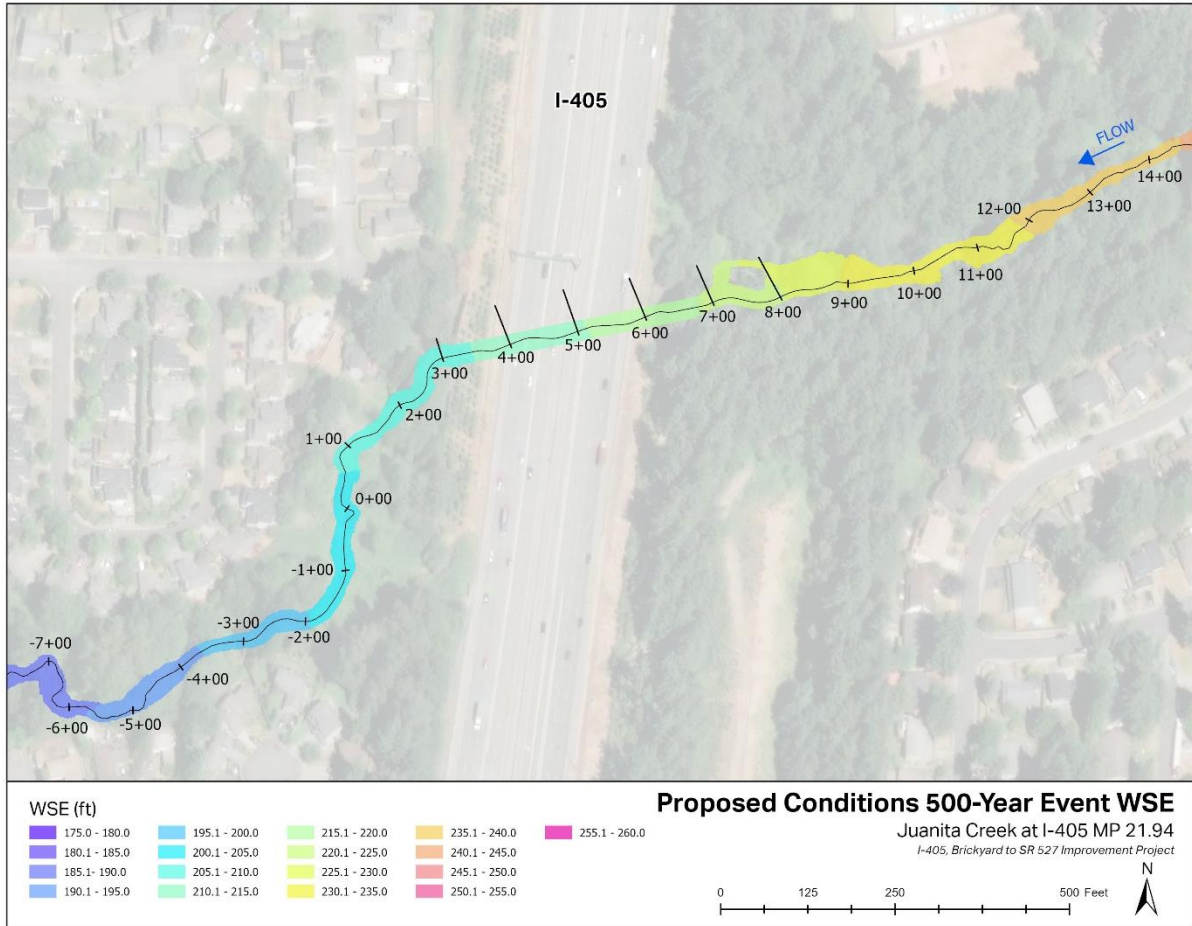 I-405
FLOW
14+00
13+00
12+00
11+00
10+00
9+00
8+00
7+00
6+00
5+00
4+00
3+00
2+00
1+00
0+00
-1+00
-2+00
-3+00
-4+00
-5+00
-6+00
-7+00
WSE (ft)
175.0 - 180.0
180.1 - 185.0
185.1 - 190.0
190.1 - 195.0
195.1 - 200.0
200.1 - 205.0
205.1 - 210.0
210.1 - 215.0
215.1 - 220.0
220.1 - 225.0
225.1 - 230.0
230.1 - 235.0
235.1 - 240.0
240.1 - 245.0
245.1 - 250.0
250.1 - 255.0
255.1 - 260.0
Proposed Conditions 500-Year Event WSE
Juanita Creek at I-405 MP 21.94
I-405, Brickyard to SR 527 Improvement Project
0 125 250 500 Feet
N